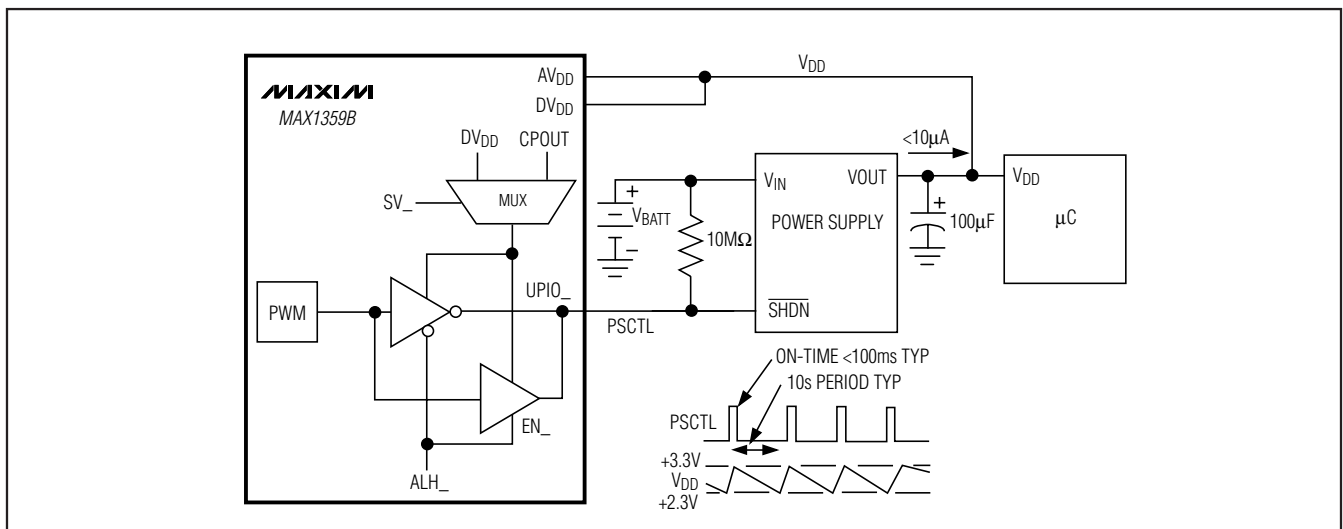 MAXIM
MAX1359B
AVDD
DVDD
VDD
DVDD
CPOUT
SV_
MUX
PWM
UPIO_
PSCTL
EN_
ALH_
+
VBATT
–
10MΩ
VIN
VOUT
POWER SUPPLY
SHDN
<10µA
+
100µF
VDD
µC
ON-TIME <100ms TYP
10s PERIOD TYP
PSCTL
+3.3V
VDD
+2.3V